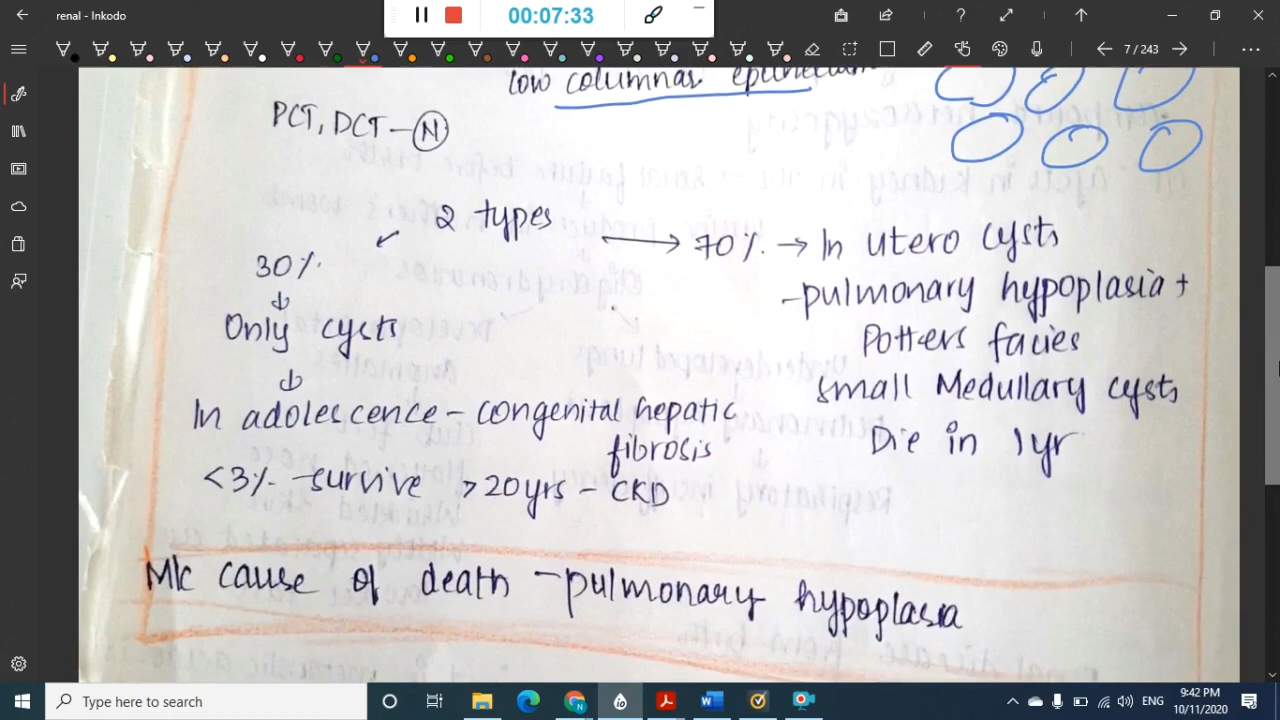 renal - Inkodo
00:07:33
7 / 243
low columnar epithelium
PCT, DCT - N
2 types
30%.
70%. → In utero cysts
- pulmonary hypoplasia +
Potters facies
small Medullary cysts
Die in 1yr
Only cysts
In adolescence - congenital hepatic
fibrosis
<3% survive >20yrs - CKD
M/c cause of death - pulmonary hypoplasia
Type here to search
ENG
9:42 PM
10/11/2020